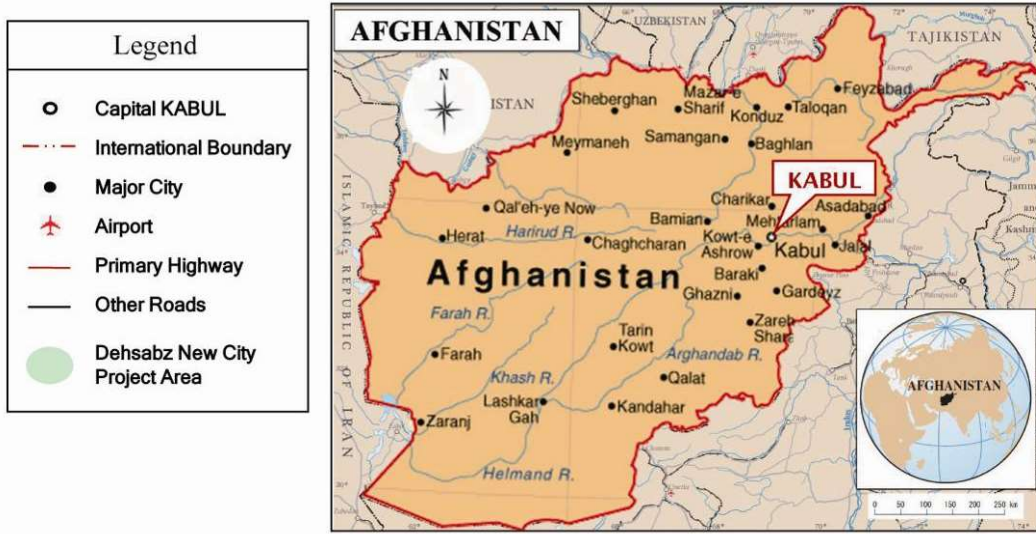 Legend
Capital KABUL
International Boundary
Major City
Airport
Primary Highway
Other Roads
Dehsabz New City
Project Area
AFGHANISTAN
UZBEKISTAN
TAJIKISTAN
ISTAN
N
Feyzabad
Mazar-e
Sharif
Sheberghan
Konduz
Taloqan
Samangan
Baghlan
Meymaneh
KABUL
Charikar
Asadabad
Qal'eh-ye Now
Bamian
Mehtarlam
Harirud R.
Herat
Chaghcharan
Kowt-e
Ashrow
Kabul
Jalal
Afghanistan
Baraki
Ghazni
Gardeyz
Farah R.
Zareh
Shara
Tarin
Kowt
Arghandab R.
Farah
Khash R.
Qalat
Lashkar
Gah
Kandahar
Zaranj
Helmand R.
ISLAMIC REPUBLIC OF IRAN
AFGHANISTAN
0 50 100 150 200 250 km